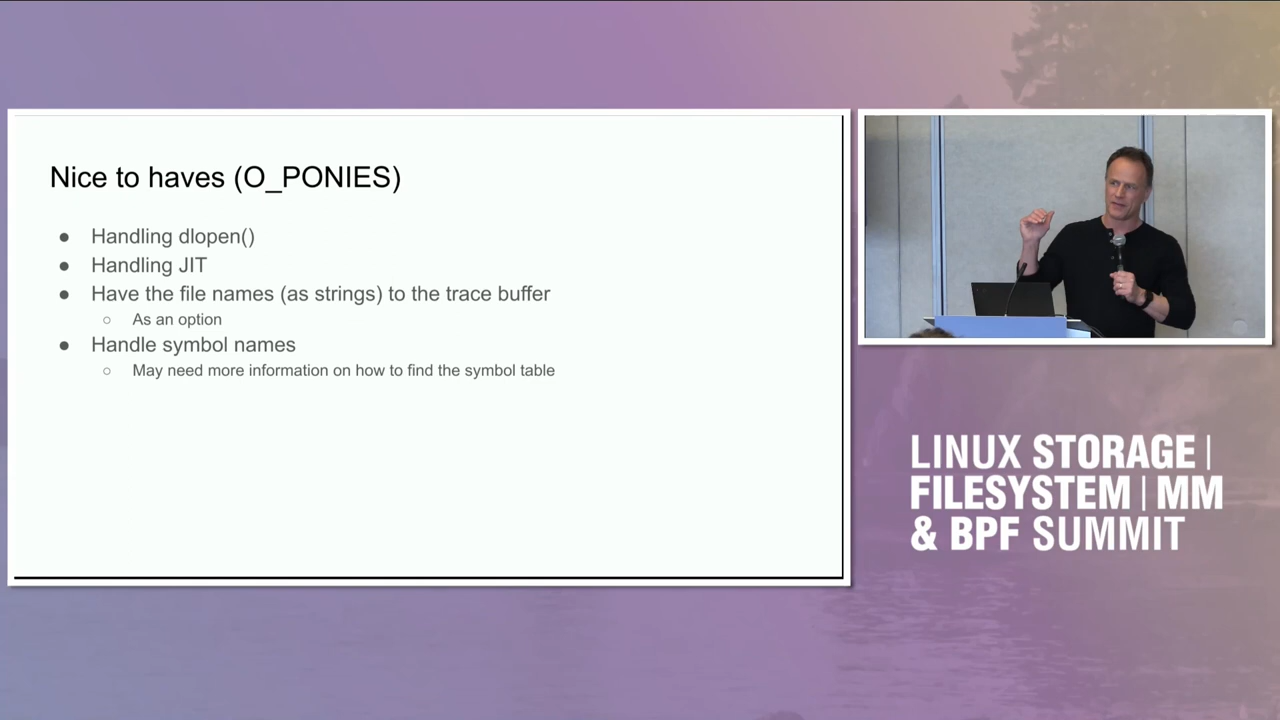 Nice to haves (O_PONIES)
● Handling dlopen()
● Handling JIT
● Have the file names (as strings) to the trace buffer
○ As an option
● Handle symbol names
○ May need more information on how to find the symbol table
LINUX STORAGE |
FILESYSTEM | MM
& BPF SUMMIT